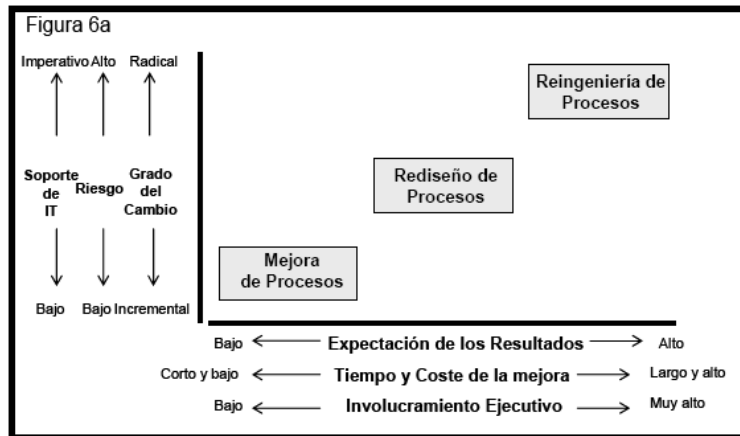 Figura 6a
Imperativo Alto Radical
Reingeniería de
Procesos
Soporte
de
IT
Riesgo
Grado
del
Cambio
Rediseño de
Procesos
Mejora
de Procesos
Bajo Bajo Incremental
Bajo Expectación de los Resultados Alto
Corto y bajo Tiempo y Coste de la mejora Largo y alto
Bajo Involucramiento Ejecutivo Muy alto